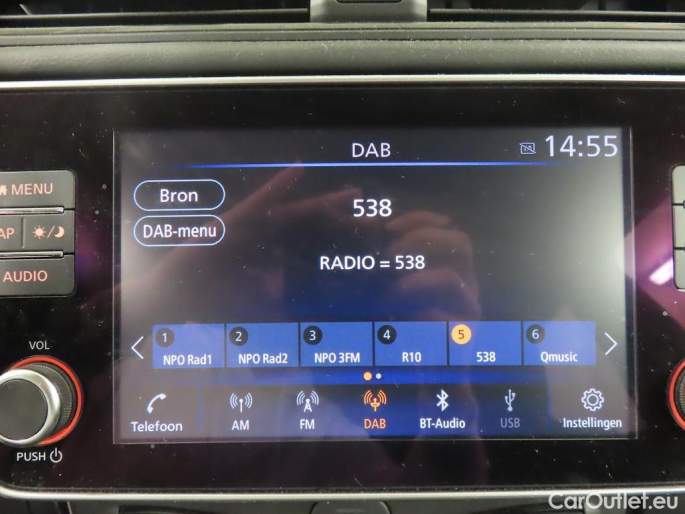 DAB
14:55
MENU
Bron
538
DAB-menu
AP
RADIO = 538
AUDIO
1 2 3 4 5 6
NPO Rad1 NPO Rad2 NPO 3FM R10 538 Qmusic
VOL
Telefoon AM FM DAB BT-Audio USB Instellingen
PUSH
CarOutlet.eu